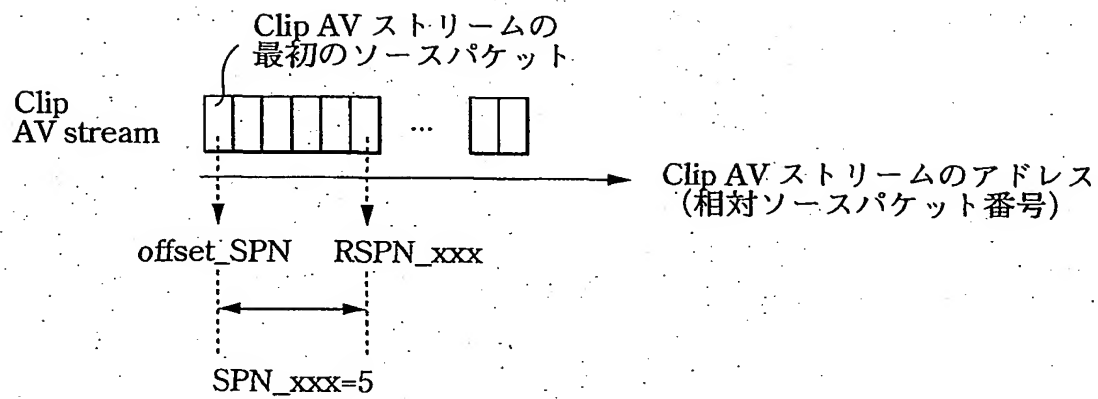 Clip AV ストリームの
最初のソースパケット
Clip
AV stream
...
Clip AV ストリームのアドレス
(相対ソースパケット番号)
offset_SPN RSPN_xxx
SPN_xxx=5